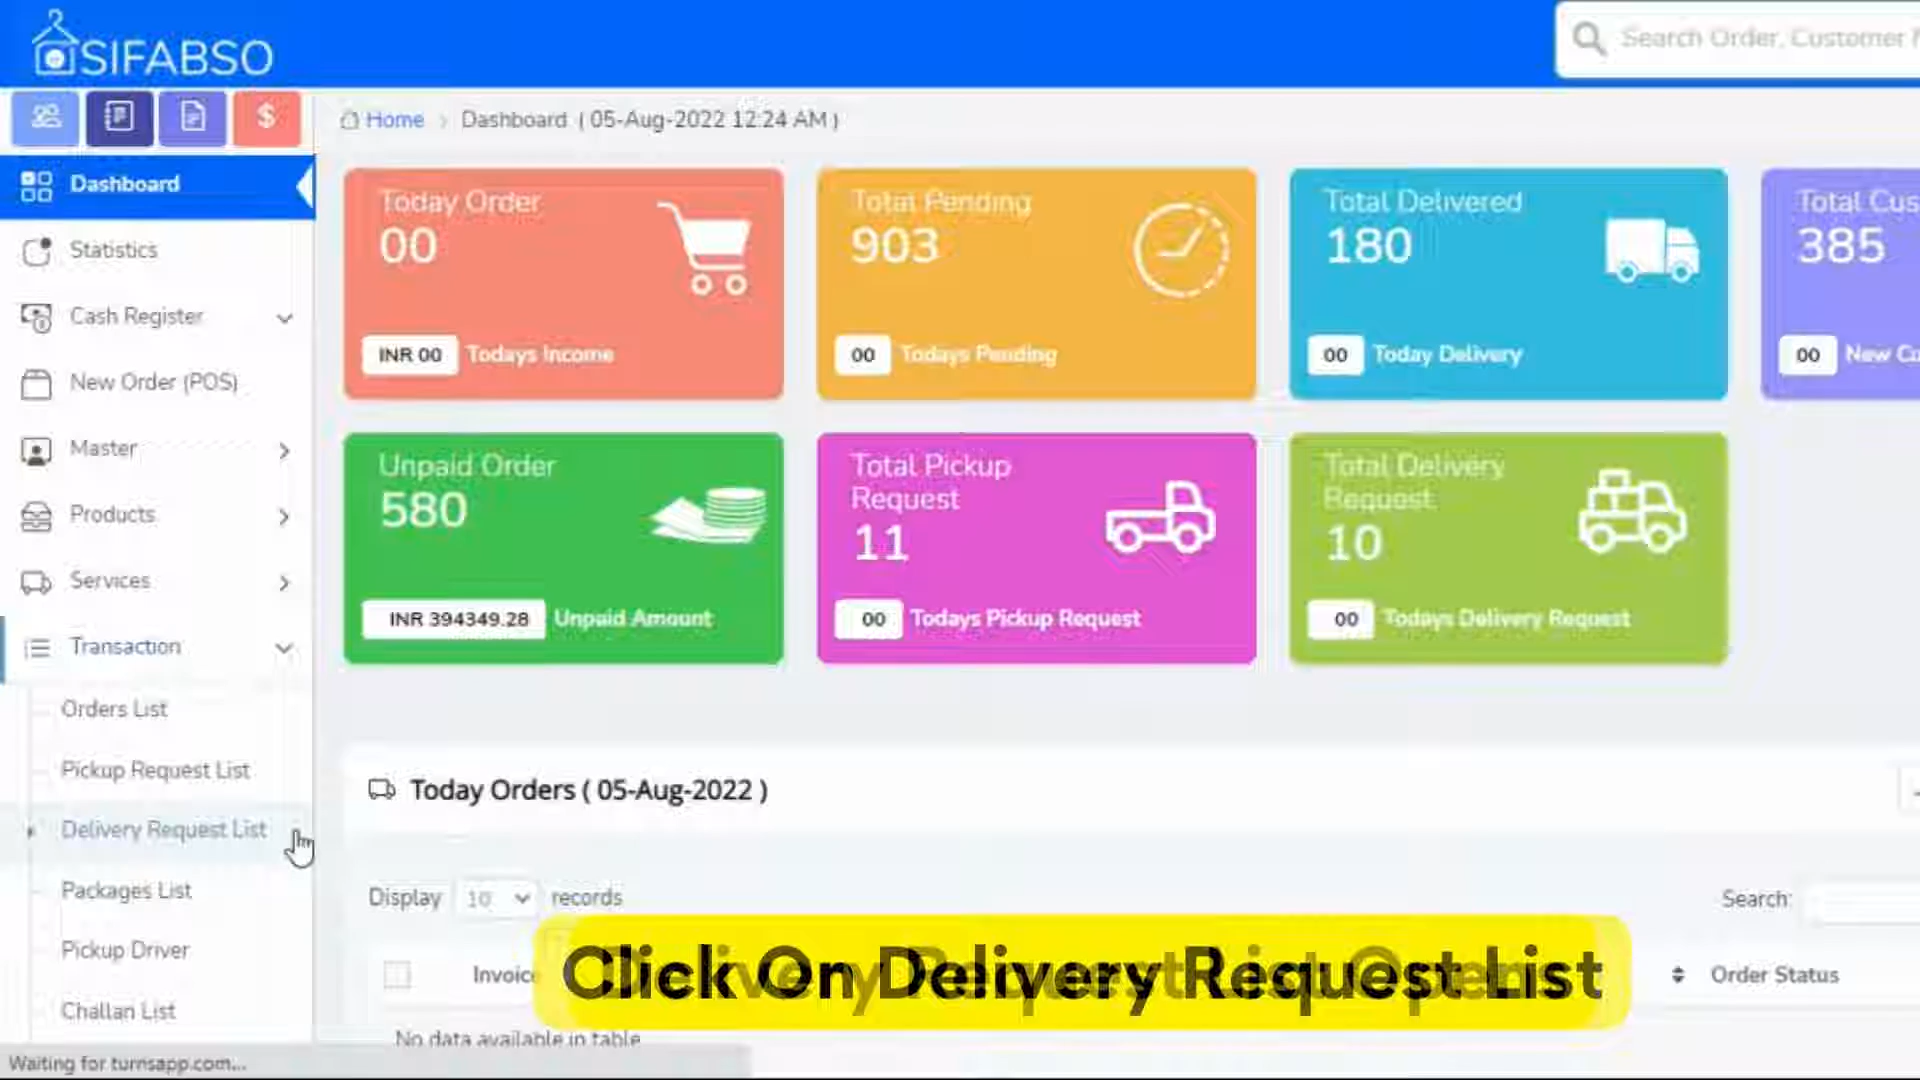 SIFABSO
Search Order, Customer
Home > Dashboard ( 05-Aug-2022 12:24 AM )
Dashboard
Statistics
Cash Register
New Order (POS)
Master
Products
Services
Transaction
Orders List
Pickup Request List
Delivery Request List
Packages List
Pickup Driver
Challan List
Today Order
00
INR 00 Todays Income
Total Pending
903
00 Todays Pending
Total Delivered
180
00 Today Delivery
Total Cus
385
00 New Cu
Unpaid Order
580
INR 394349.28 Unpaid Amount
Total Pickup
Request
11
00 Todays Pickup Request
Total Delivery
Request
10
00 Todays Delivery Request
Today Orders ( 05-Aug-2022 )
Display 10 records
Search:
Invoice
Order Status
No data available in table
Click On Delivery Request List
Waiting for turnsapp.com...